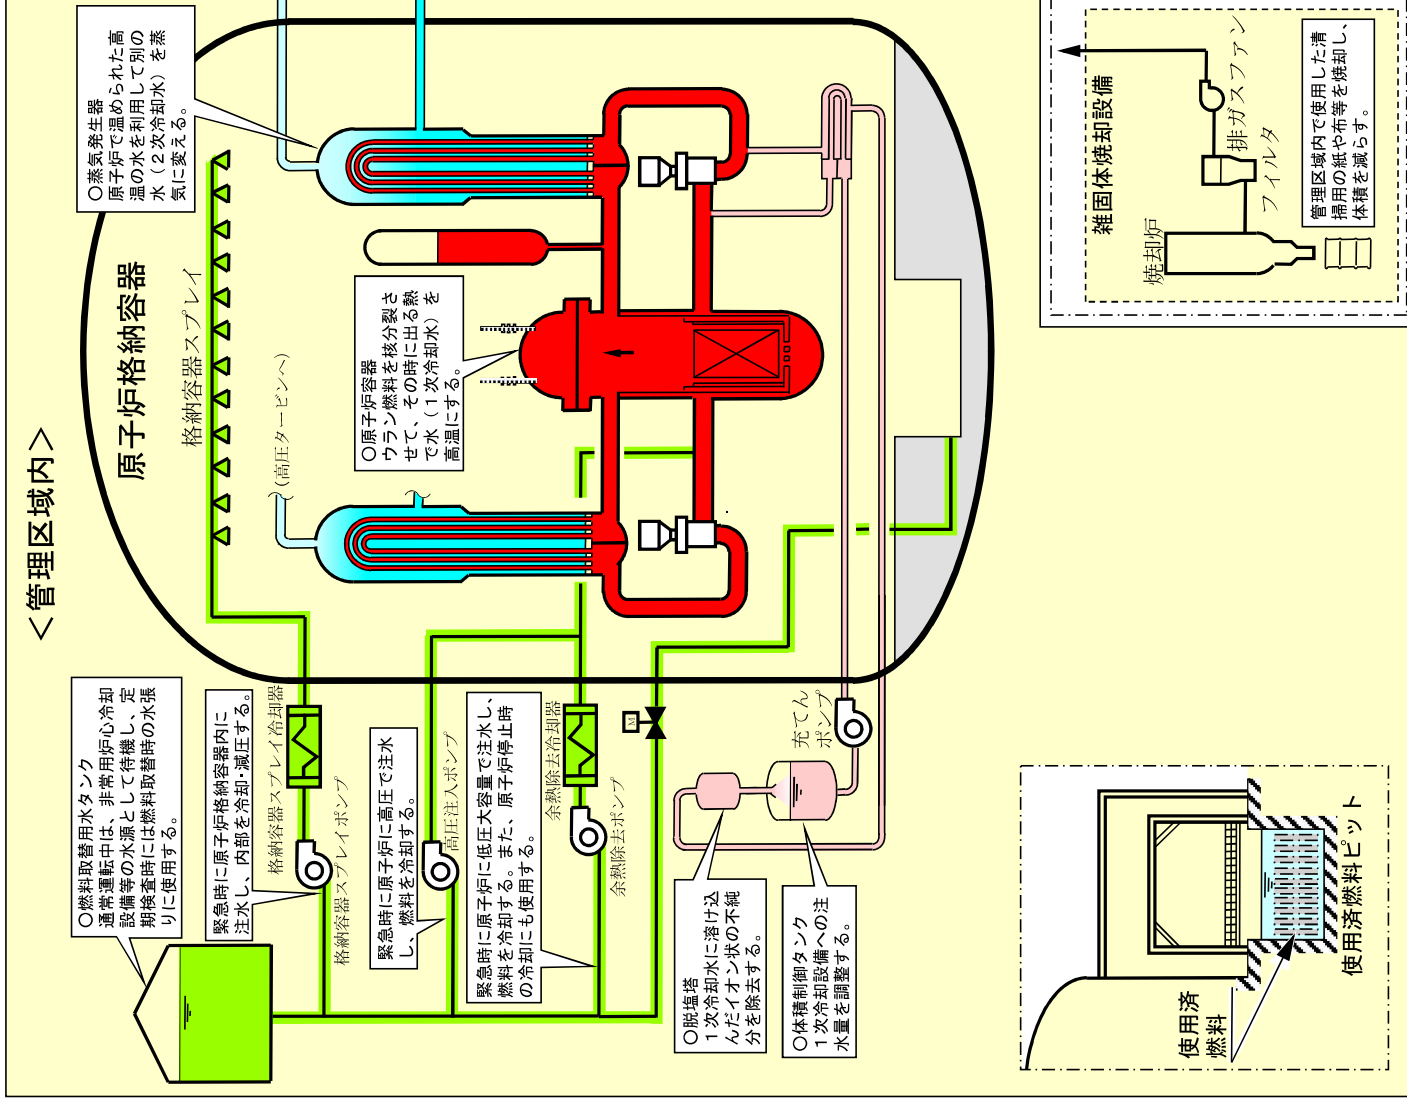 ＜管理区域内＞
○燃料取替用水タンク
通常運転中は、非常用炉心冷却
設備等の水源として待機し、定
期検査時には燃料取替時の水張
りに使用する。
原子炉格納容器
○蒸気発生器
原子炉で温められた高
温の水を利用して別の
水（２次冷却水）を蒸
気に変える。
格納容器スプレイ
緊急時に原子炉格納容器内に
注水し、内部を冷却・減圧する。
格納容器スプレイ冷却器
格納容器スプレイポンプ
(高圧タービンへ)
○原子炉容器
ウラン燃料を核分裂さ
せて、その時に出る熱
で水（１次冷却水）を
高温にする。
緊急時に原子炉に高圧で注水
し、燃料を冷却する。
高圧注入ポンプ
緊急時に原子炉に低圧大容量で注水し、
燃料を冷却する。また、原子炉停止時
の冷却にも使用する。
余熱除去冷却器
余熱除去ポンプ
M
○脱塩塔
１次冷却水に溶け込
んだイオン状の不純
分を除去する。
○体積制御タンク
１次冷却設備への注
水量を調整する。
充てん
ポンプ
雑固体焼却設備
焼却炉
排ガスファン
フィルタ
管理区域内で使用した清
掃用の紙や布等を焼却し、
体積を減らす。
使用済
燃料
使用済燃料ピット